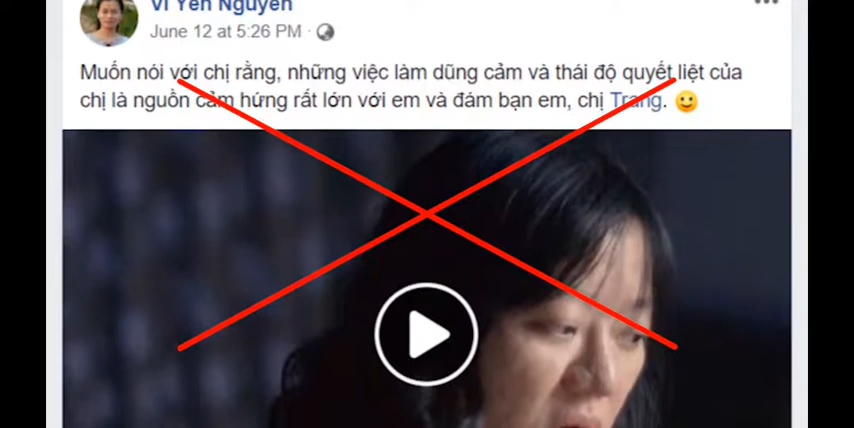 Vi Yên Nguyễn
June 12 at 5:26 PM ·
Muốn nói với chị rằng, những việc làm dũng cảm và thái độ quyết liệt của
chị là nguồn cảm hứng rất lớn với em và đám bạn em, chị Trang. 🙂